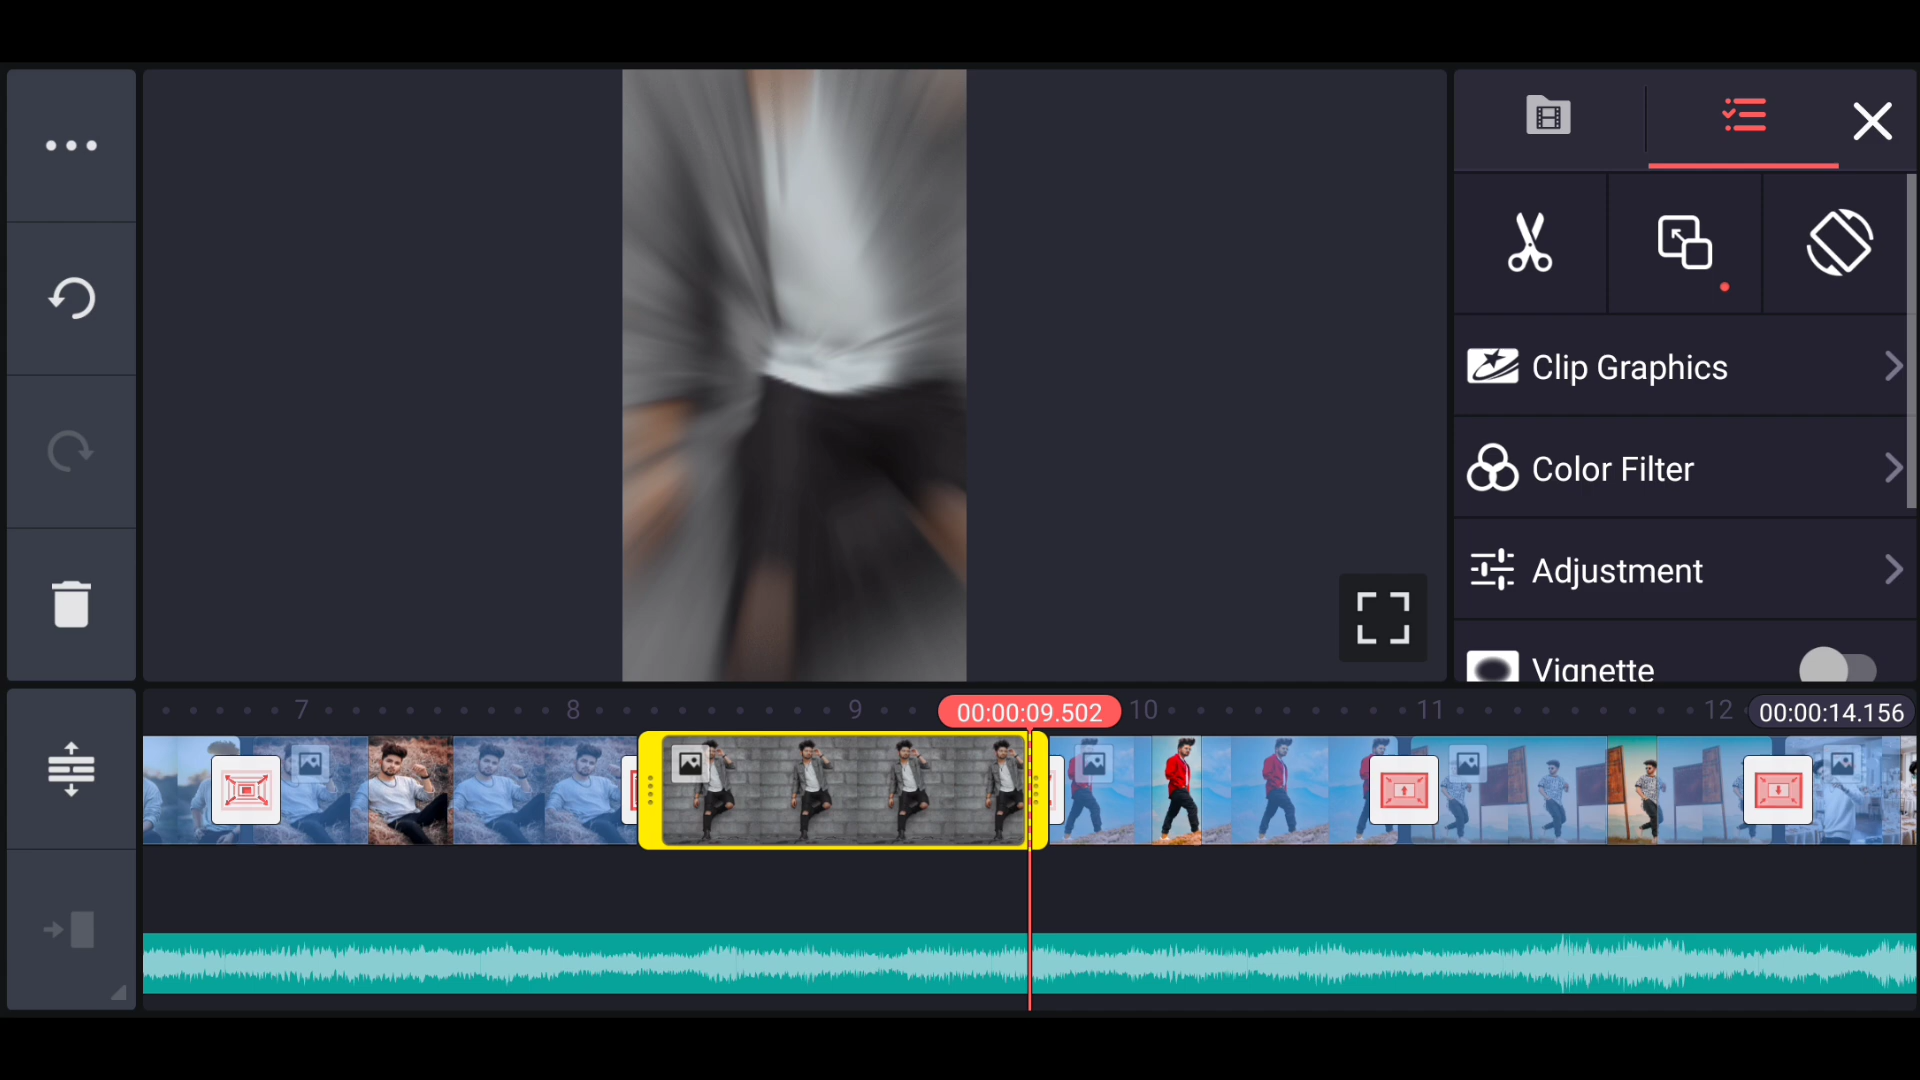 Clip Graphics
Color Filter
Adjustment
Vignette
7 8 9 00:00:09.502 10 11 12 00:00:14.156